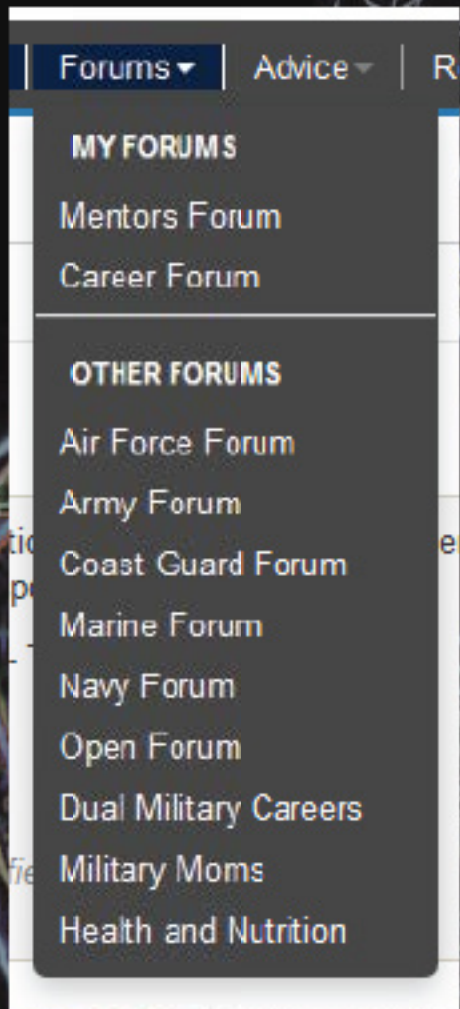 Forums
Advice
MY FORUMS
Mentors Forum
Career Forum
OTHER FORUMS
Air Force Forum
Army Forum
Coast Guard Forum
Marine Forum
Navy Forum
Open Forum
Dual Military Careers
Military Moms
Health and Nutrition